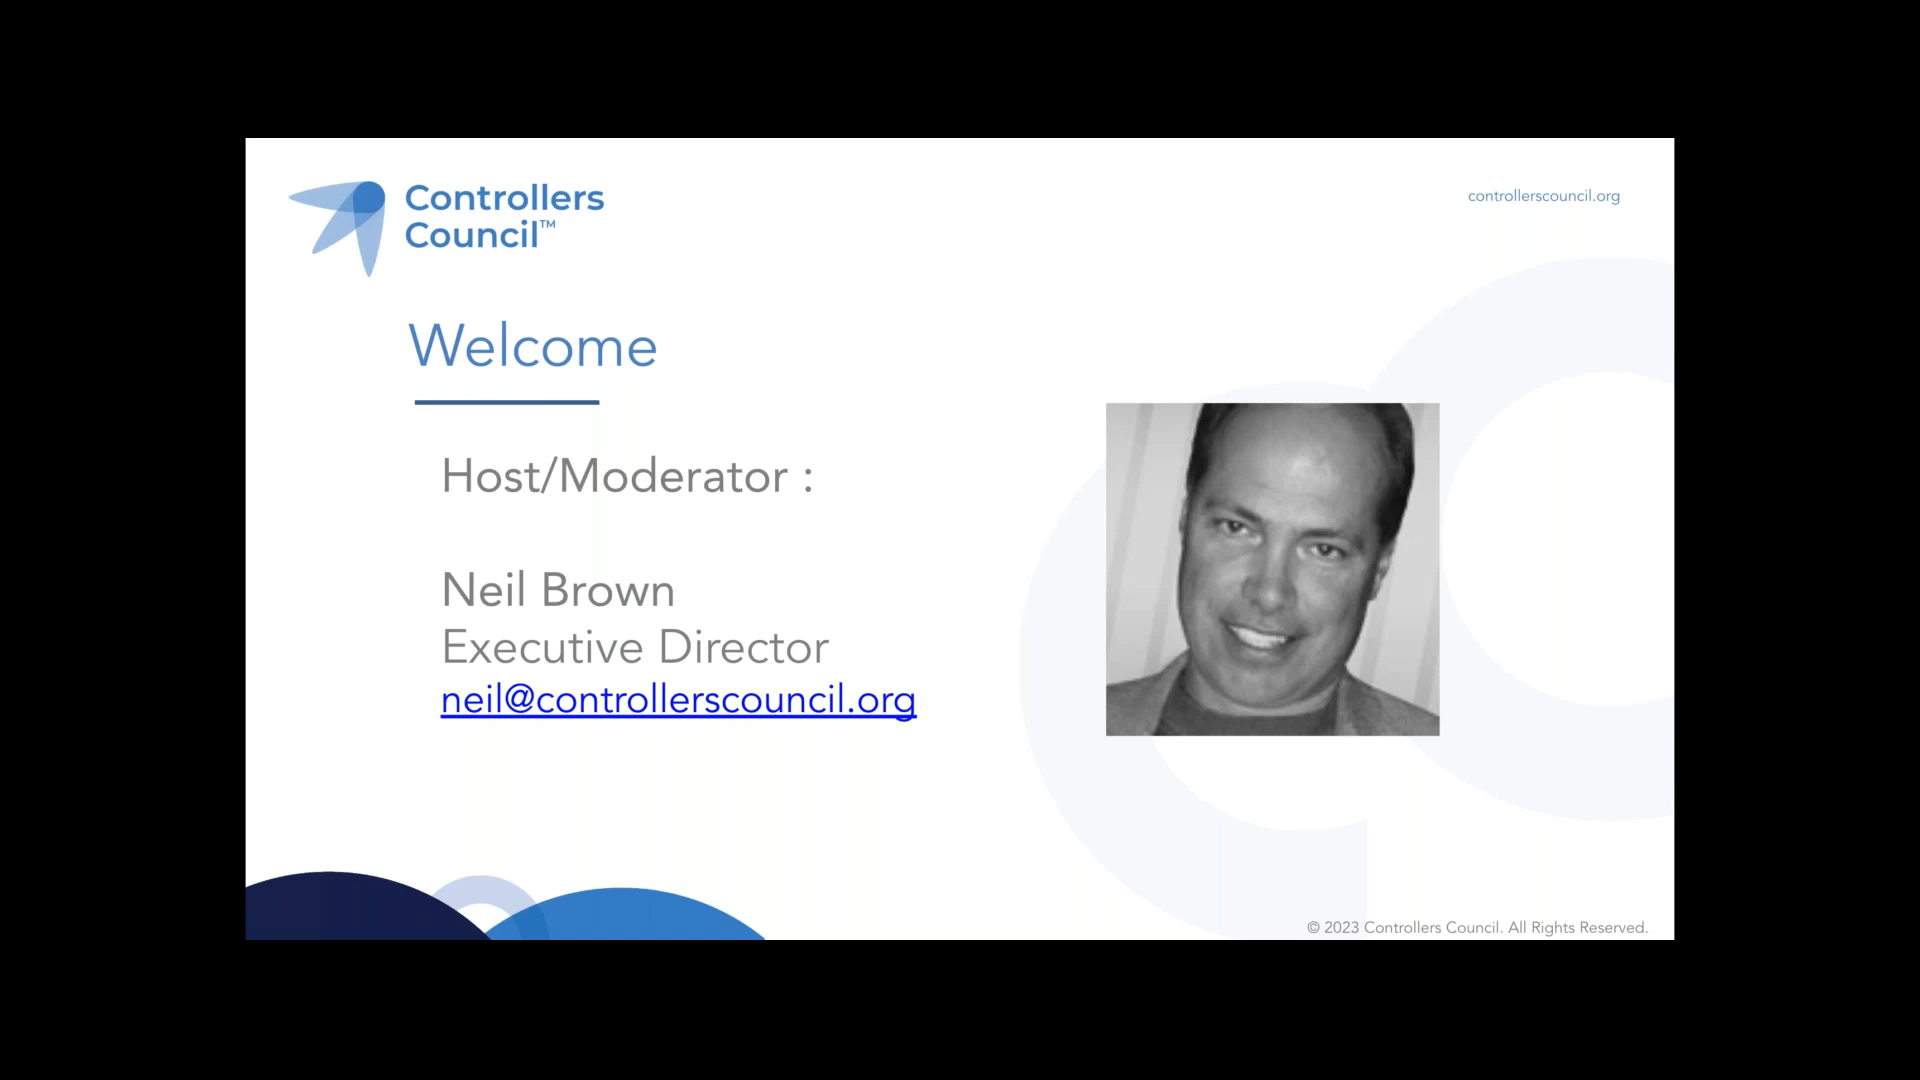 Controllers
Council™
controllerscouncil.org
Welcome
Host/Moderator :
Neil Brown
Executive Director
neil@controllerscouncil.org
© 2023 Controllers Council. All Rights Reserved.